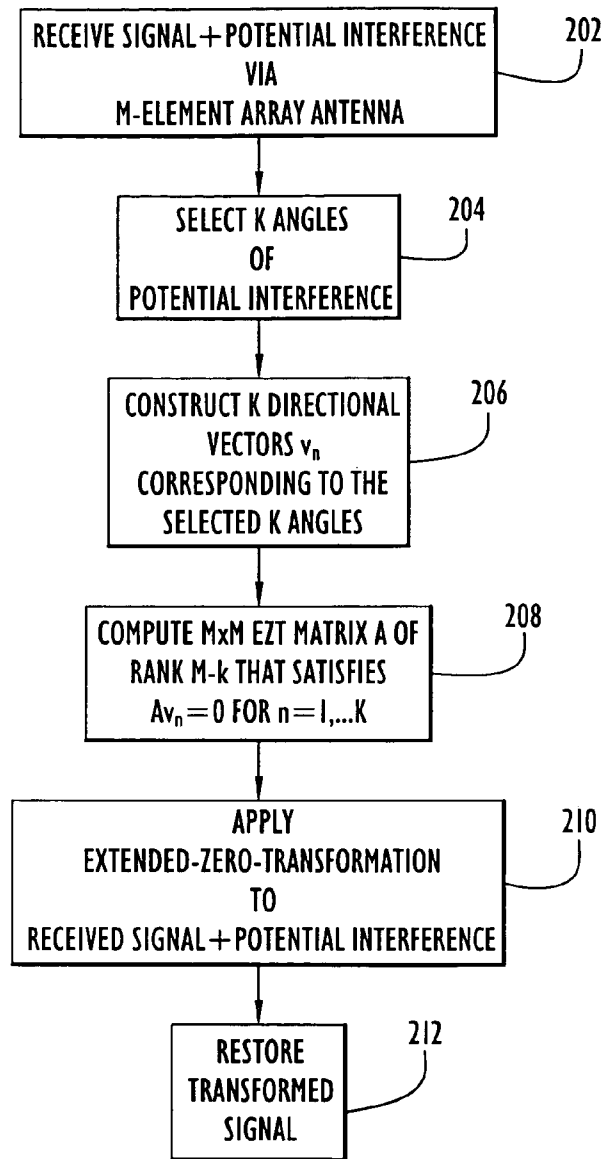 RECEIVE SIGNAL+POTENTIAL INTERFERENCE
VIA
M-ELEMENT ARRAY ANTENNA
202
SELECT K ANGLES
OF
POTENTIAL INTERFERENCE
204
CONSTRUCT K DIRECTIONAL
VECTORS vn
CORRESPONDING TO THE
SELECTED K ANGLES
206
COMPUTE MxM EZT MATRIX A OF
RANK M-k THAT SATISFIES
Avn=0 FOR n=1,...K
208
APPLY
EXTENDED-ZERO-TRANSFORMATION
TO
RECEIVED SIGNAL+POTENTIAL INTERFERENCE
210
RESTORE
TRANSFORMED
SIGNAL
212